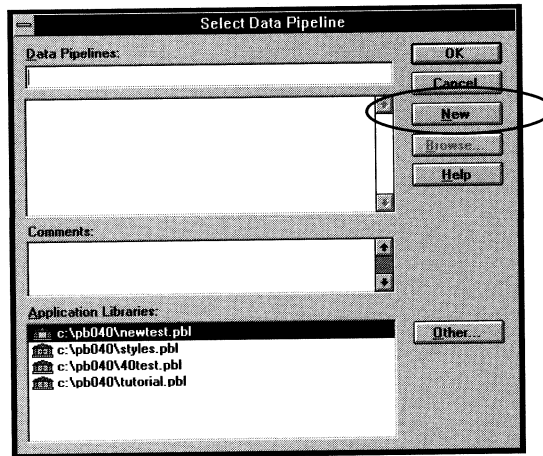 Select Data Pipeline
Data Pipelines:
OK
Cancel
New
Browse...
Help
Comments:
Application Libraries:
c:\pb040\newtest.pbl
c:\pb040\styles.pbl
c:\pb040\40test.pbl
c:\pb040\tutorial.pbl
Other...